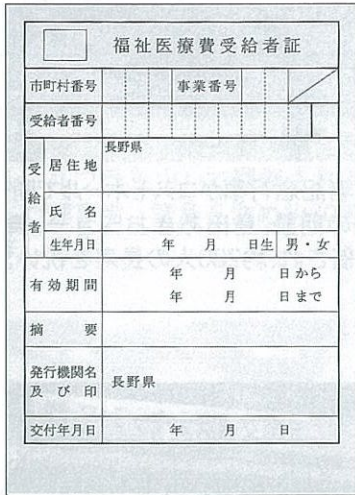 福祉医療費受給者証
市町村番号 事業番号
受給者番号
受給者 居住地 長野県
氏名
生年月日 年 月 日生 男・女
有効期間 年 月 日から
年 月 日まで
摘要
発行機関名
及び印 長野県
交付年月日 年 月 日